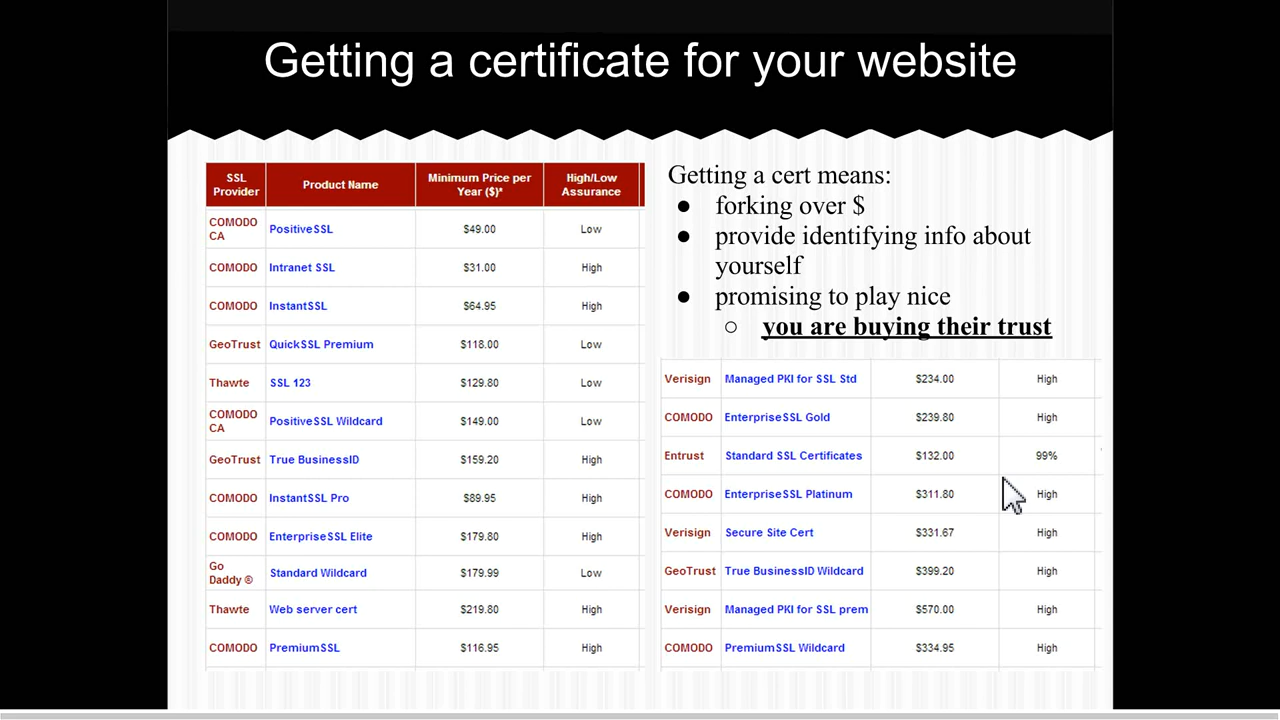 Getting a certificate for your website
SSL Provider Product Name Minimum Price per Year ($)* High/Low Assurance
COMODO CA PositiveSSL $49.00 Low
COMODO Intranet SSL $31.00 High
COMODO InstantSSL $64.95 High
GeoTrust QuickSSL Premium $118.00 Low
Thawte SSL 123 $129.80 Low
COMODO CA PositiveSSL Wildcard $149.00 Low
GeoTrust True BusinessID $159.20 High
COMODO InstantSSL Pro $89.95 High
COMODO EnterpriseSSL Elite $179.80 High
Go Daddy ® Standard Wildcard $179.99 Low
Thawte Web server cert $219.80 High
COMODO PremiumSSL $116.95 High
Getting a cert means:
● forking over $
● provide identifying info about
yourself
● promising to play nice
○ you are buying their trust
Verisign Managed PKI for SSL Std $234.00 High
COMODO EnterpriseSSL Gold $239.80 High
Entrust Standard SSL Certificates $132.00 99%
COMODO EnterpriseSSL Platinum $311.80 High
Verisign Secure Site Cert $331.67 High
GeoTrust True BusinessID Wildcard $399.20 High
Verisign Managed PKI for SSL prem $570.00 High
COMODO PremiumSSL Wildcard $334.95 High